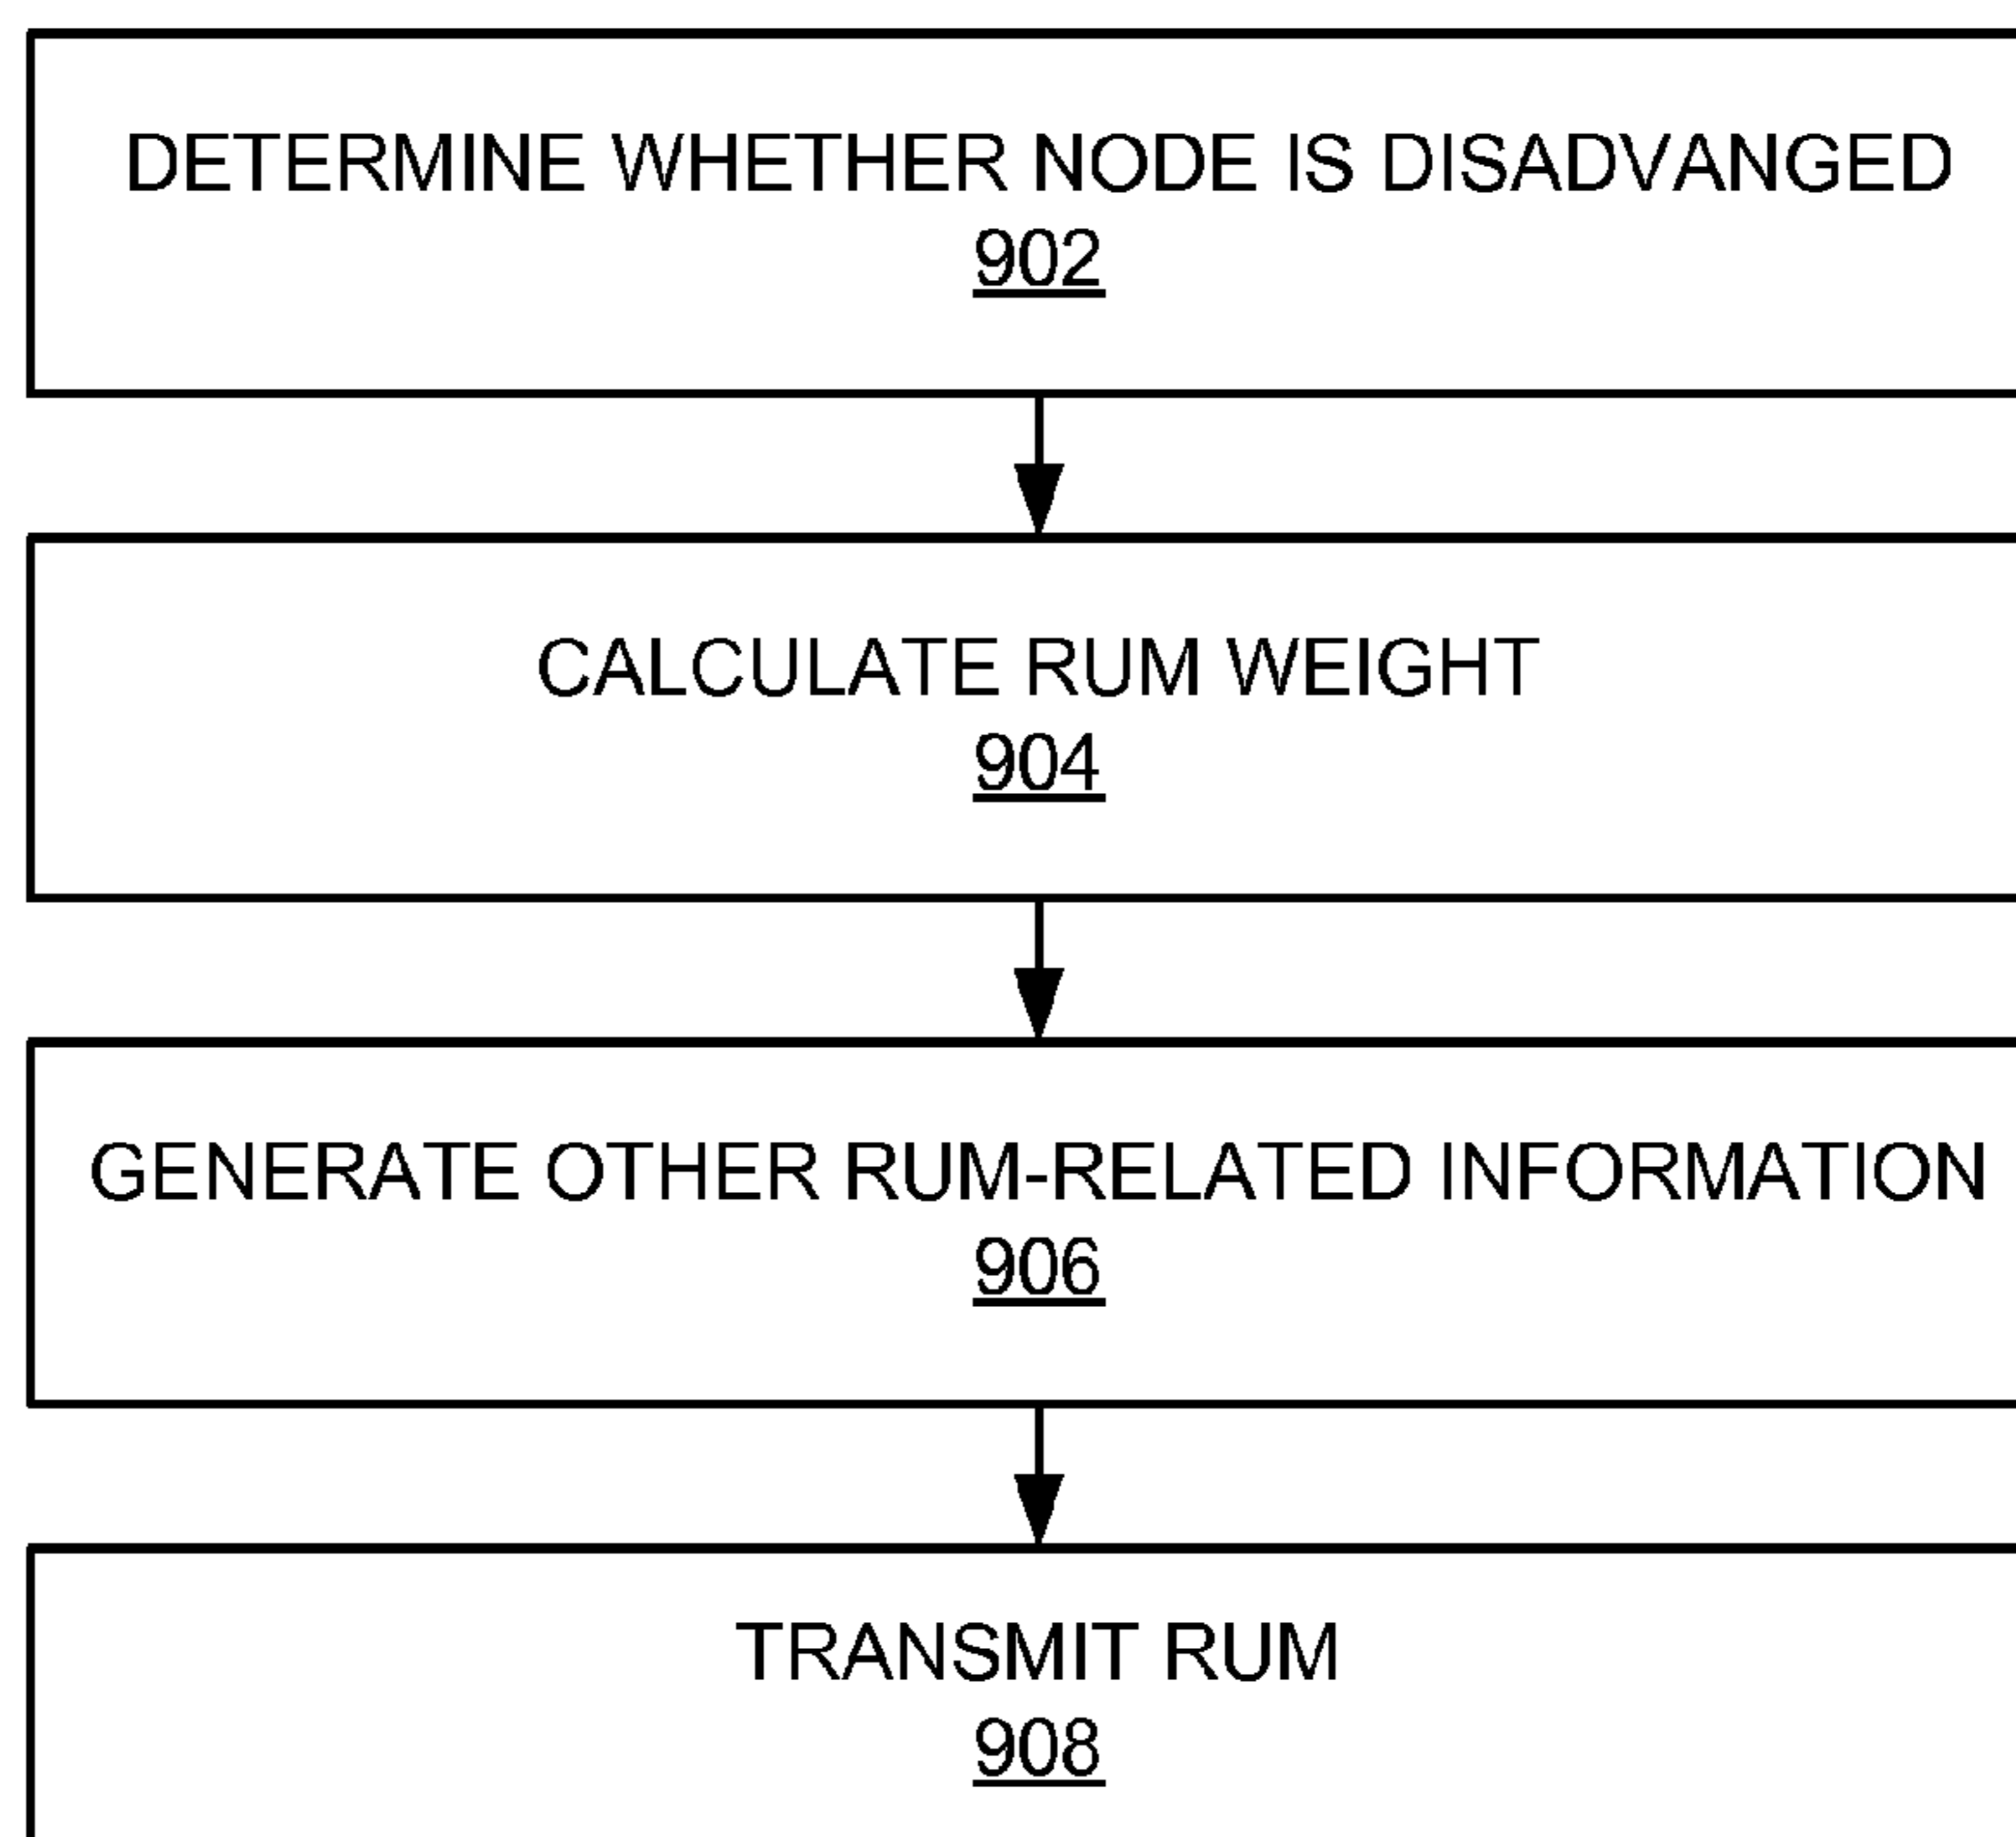 DETERMINE WHETHER NODE IS DISADVANGED
902
CALCULATE RUM WEIGHT
904
GENERATE OTHER RUM-RELATED INFORMATION
906
TRANSMIT RUM
908